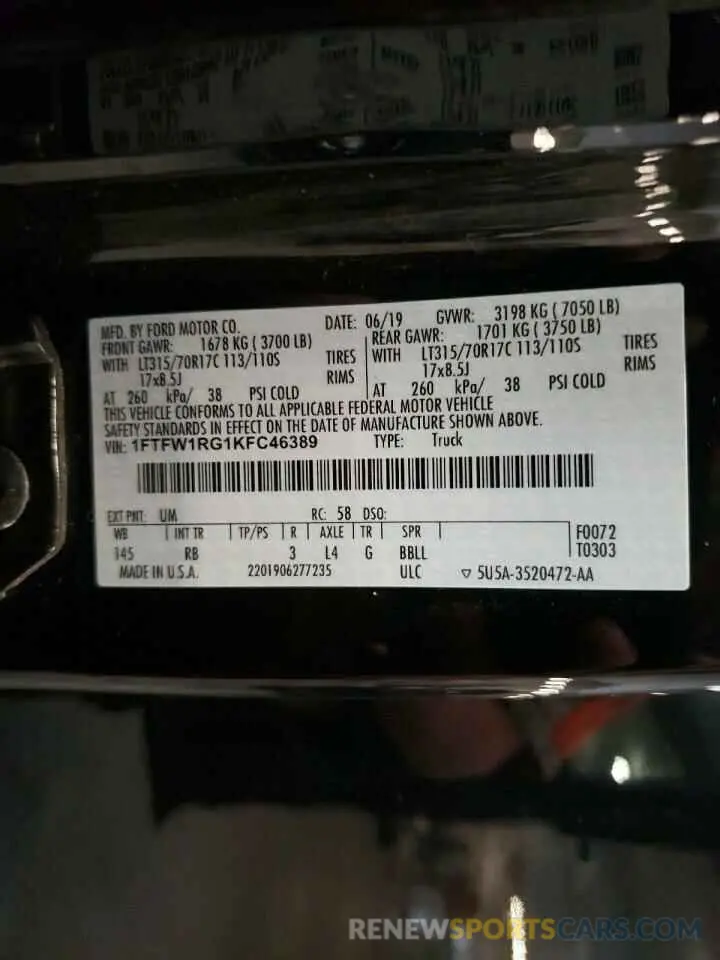 MFD. BY FORD MOTOR CO. DATE: 06/19 GVWR: 3198 KG ( 7050 LB)
FRONT GAWR: 1678 KG ( 3700 LB) REAR GAWR: 1701 KG ( 3750 LB)
WITH LT315/70R17C 113/110S TIRES WITH LT315/70R17C 113/110S TIRES
17x8.5J RIMS 17x8.5J RIMS
AT 260 kPa/ 38 PSI COLD AT 260 kPa/ 38 PSI COLD
THIS VEHICLE CONFORMS TO ALL APPLICABLE FEDERAL MOTOR VEHICLE
SAFETY STANDARDS IN EFFECT ON THE DATE OF MANUFACTURE SHOWN ABOVE.
VIN: 1FTFW1RG1KFC46389 TYPE: Truck
EXT PNT: UM RC: 58 DSO:
WB INT TR TP/PS R AXLE TR SPR F0072
145 RB 3 L4 G BBLL T0303
MADE IN U.S.A. 2201906277235 ULC ▽ 5U5A-3520472-AA
RENEWSPORTSCARS.COM